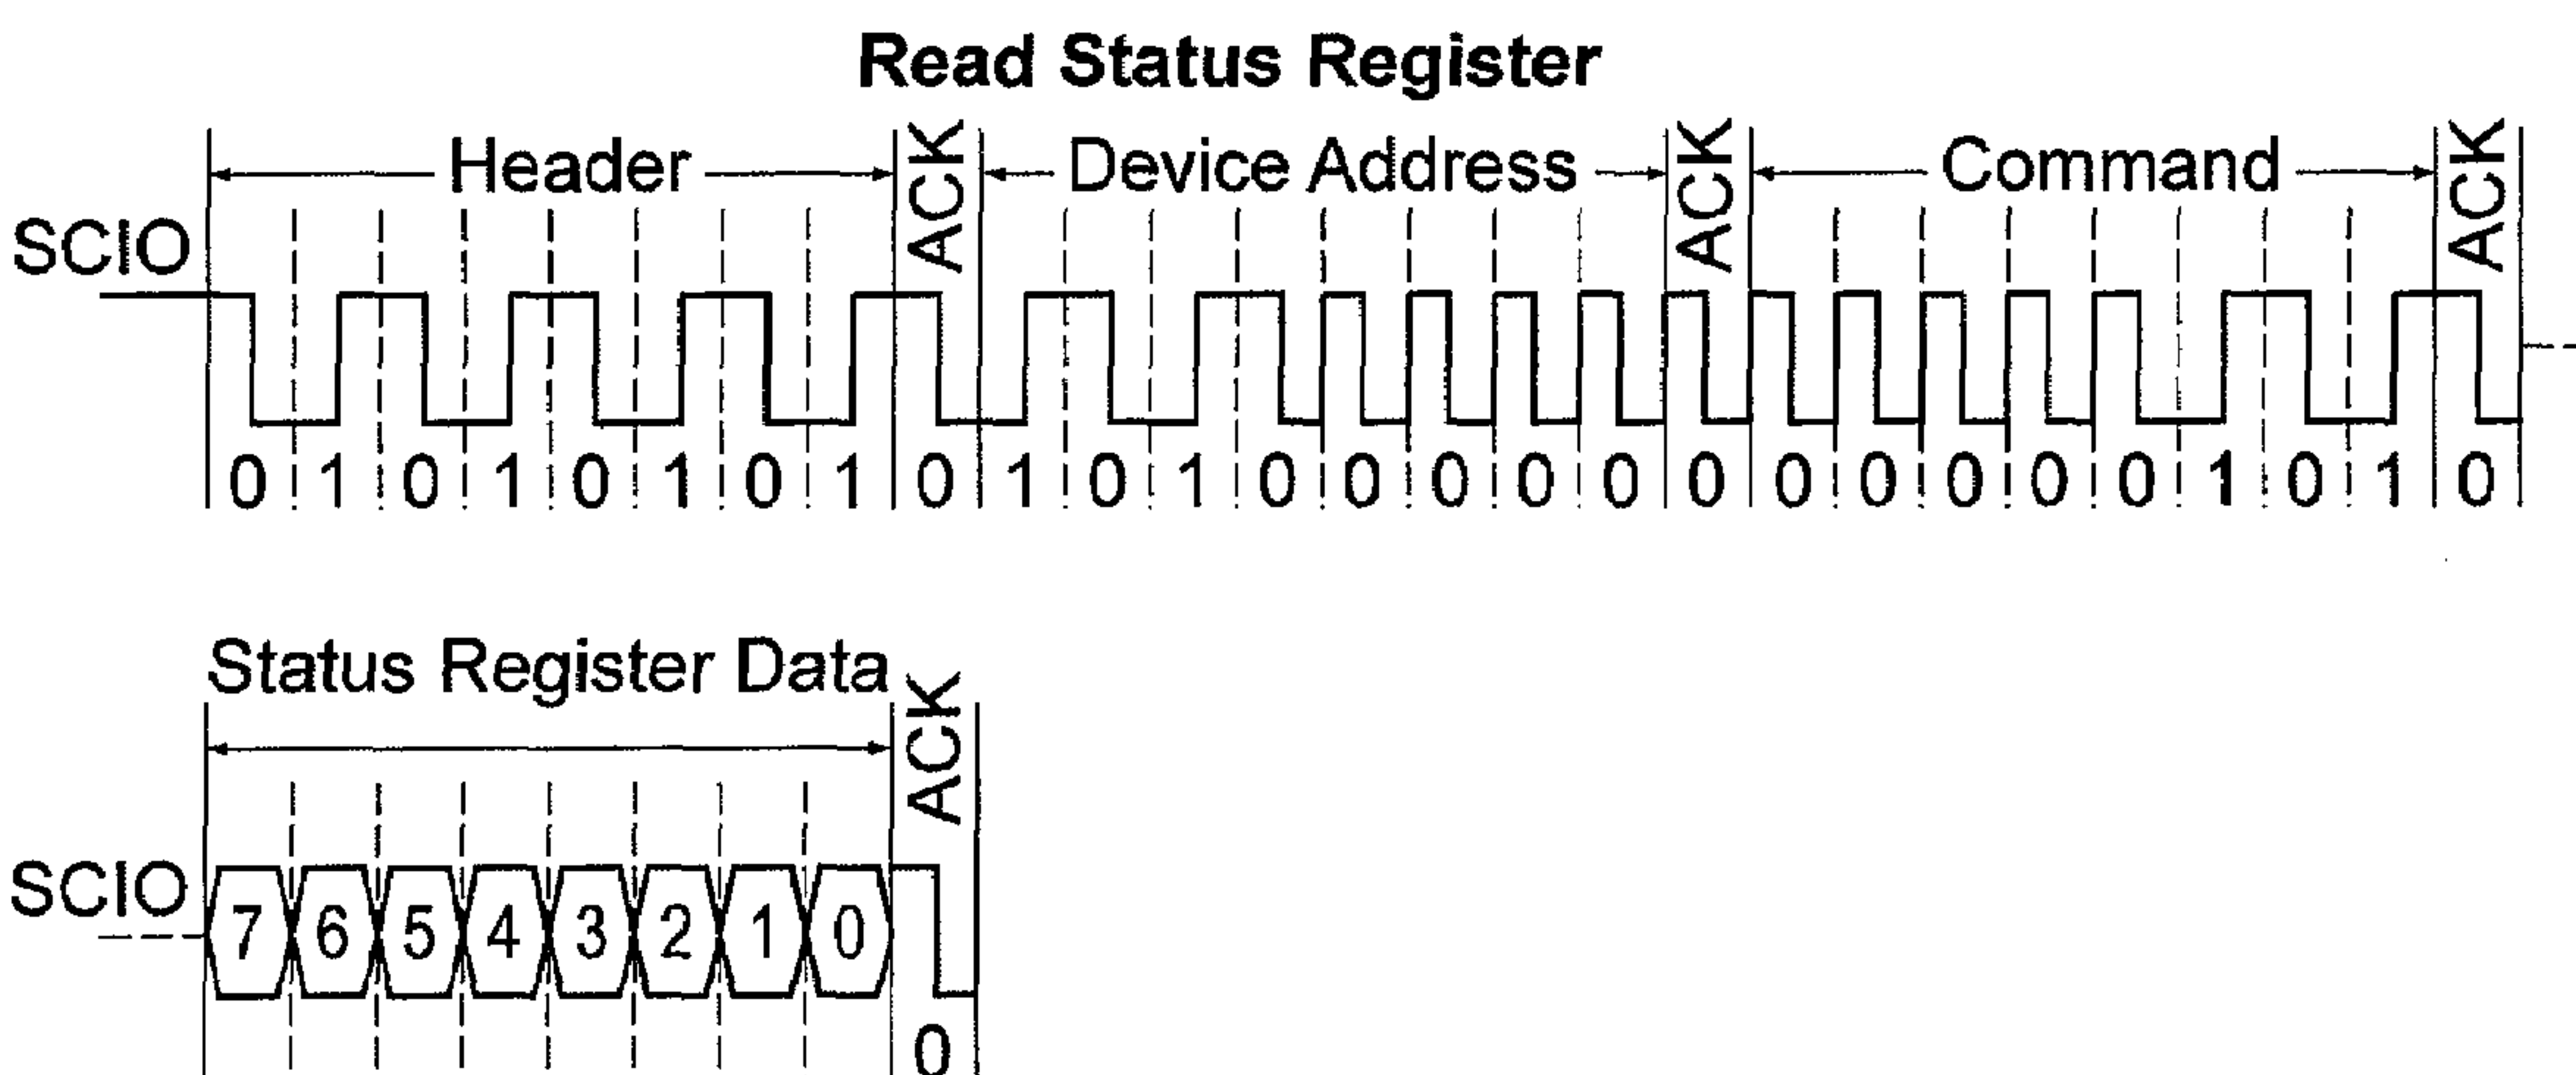 Read Status Register
Header ACK Device Address ACK Command ACK
SCIO
0 1 0 1 0 1 0 1 0 1 0 1 0 0 0 0 0 0 0 0 0 0 0 1 0 1 0
Status Register Data ACK
SCIO
7 6 5 4 3 2 1 0
0